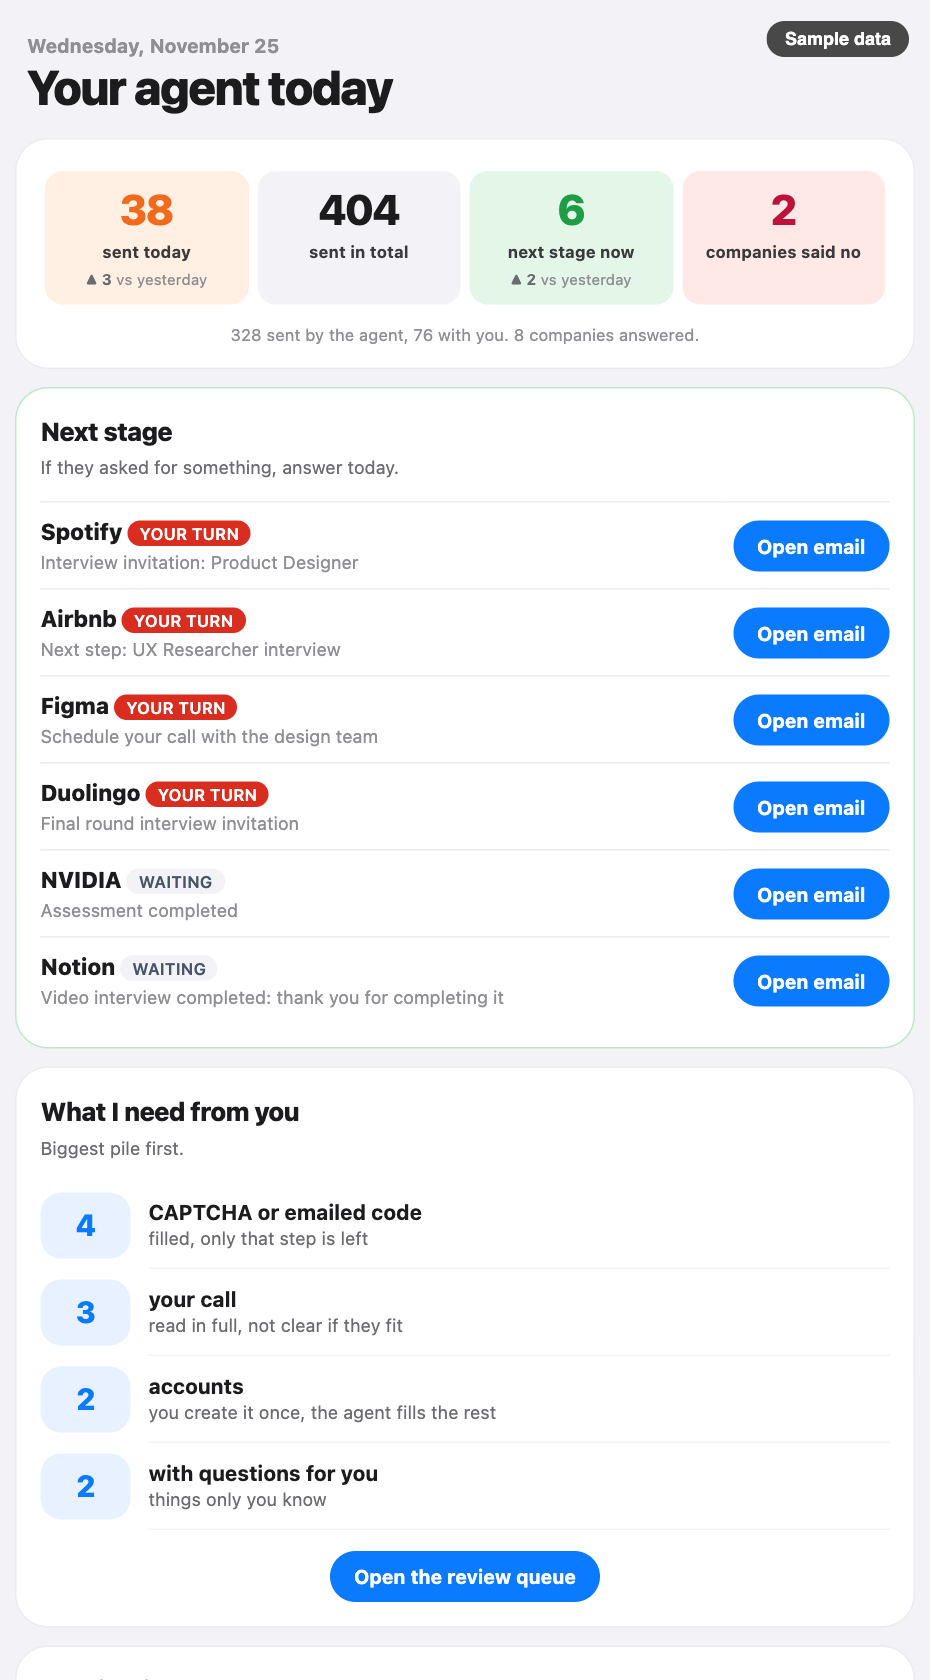 Wednesday, November 25
Sample data
Your agent today
38
sent today
▲ 3 vs yesterday
404
sent in total
6
next stage now
▲ 2 vs yesterday
2
companies said no
328 sent by the agent, 76 with you. 8 companies answered.
Next stage
If they asked for something, answer today.
Spotify YOUR TURN
Interview invitation: Product Designer
Open email
Airbnb YOUR TURN
Next step: UX Researcher interview
Open email
Figma YOUR TURN
Schedule your call with the design team
Open email
Duolingo YOUR TURN
Final round interview invitation
Open email
NVIDIA WAITING
Assessment completed
Open email
Notion WAITING
Video interview completed: thank you for completing it
Open email
What I need from you
Biggest pile first.
4
CAPTCHA or emailed code
filled, only that step is left
3
your call
read in full, not clear if they fit
2
accounts
you create it once, the agent fills the rest
2
with questions for you
things only you know
Open the review queue